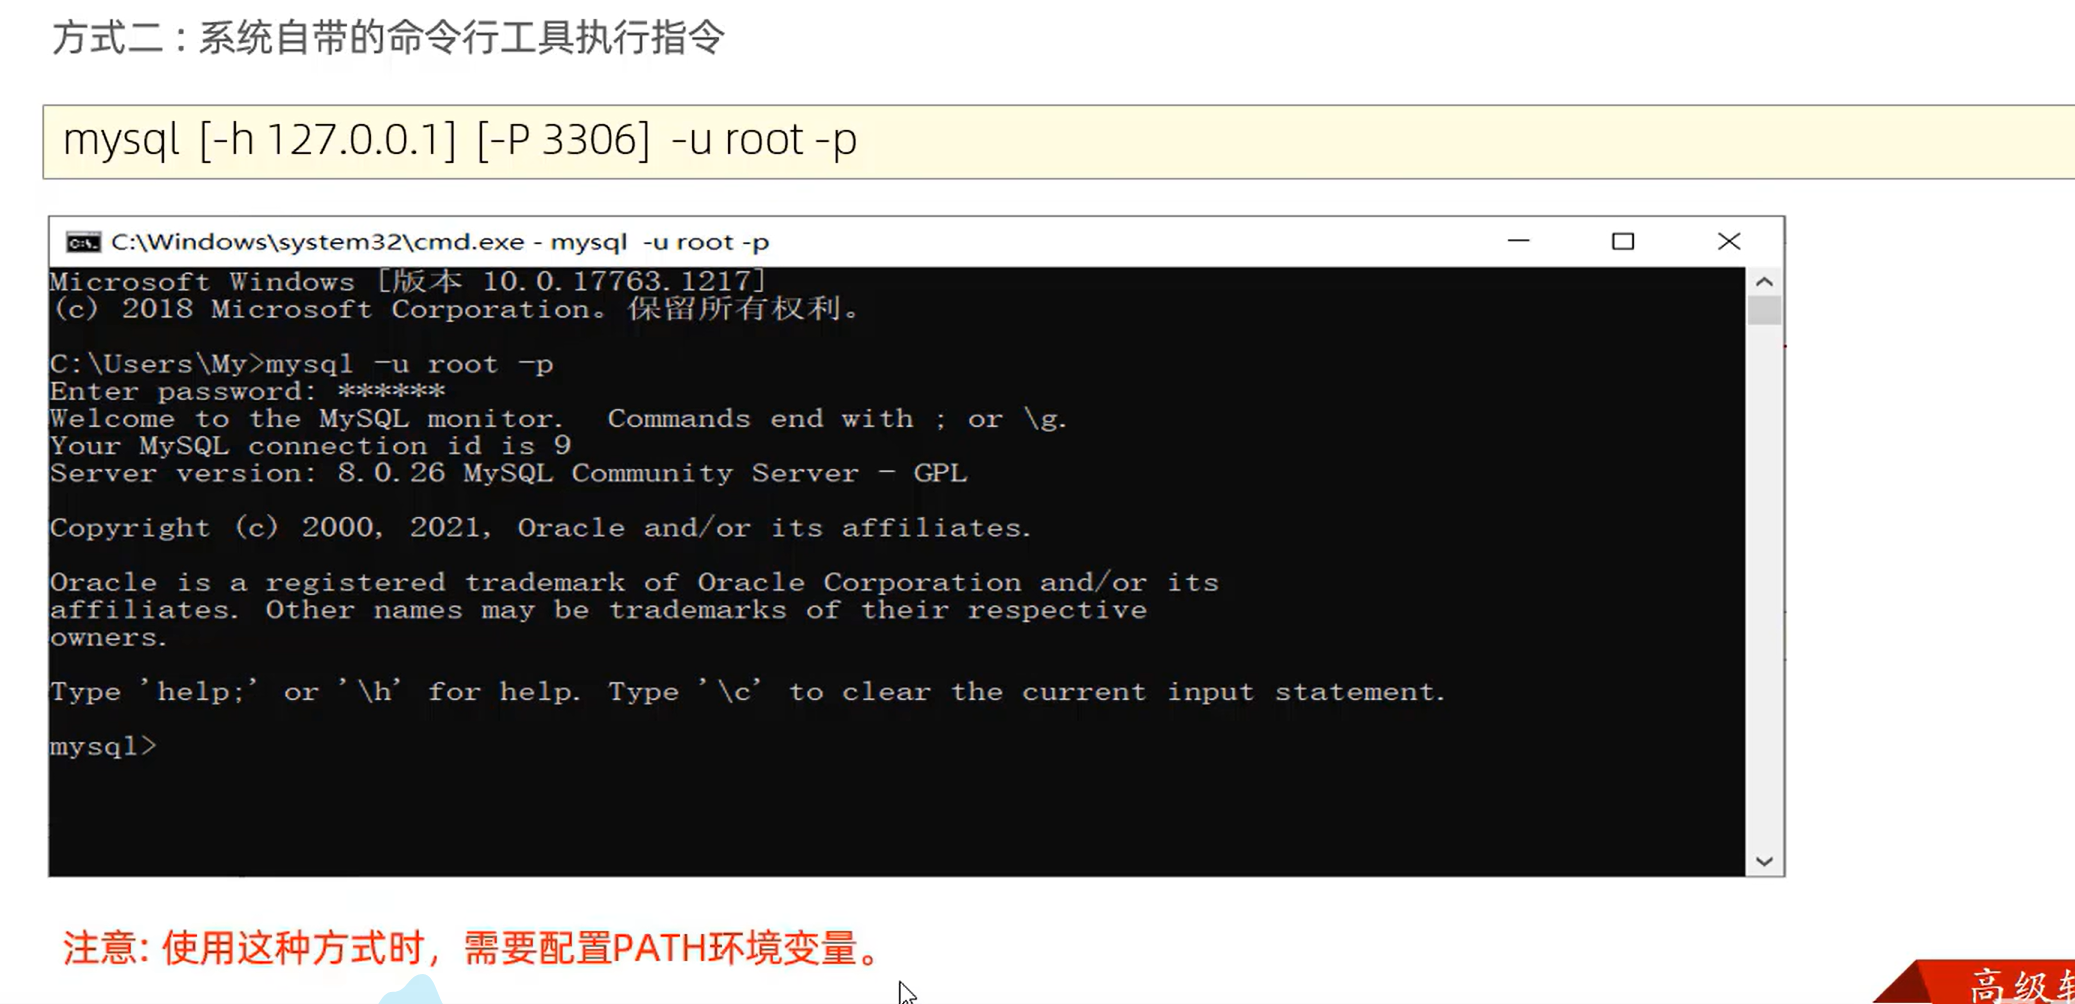 方式二：系统自带的命令行工具执行指令
mysql [-h 127.0.0.1] [-P 3306] -u root -p
C:\Windows\system32\cmd.exe - mysql -u root -p
Microsoft Windows [版本 10.0.17763.1217]
(c) 2018 Microsoft Corporation。保留所有权利。
C:\Users\My>mysql -u root -p
Enter password: ******
Welcome to the MySQL monitor.  Commands end with ; or \g.
Your MySQL connection id is 9
Server version: 8.0.26 MySQL Community Server - GPL
Copyright (c) 2000, 2021, Oracle and/or its affiliates.
Oracle is a registered trademark of Oracle Corporation and/or its
affiliates. Other names may be trademarks of their respective
owners.
Type 'help;' or '\h' for help. Type '\c' to clear the current input statement.
mysql>
注意: 使用这种方式时，需要配置PATH环境变量。
高级